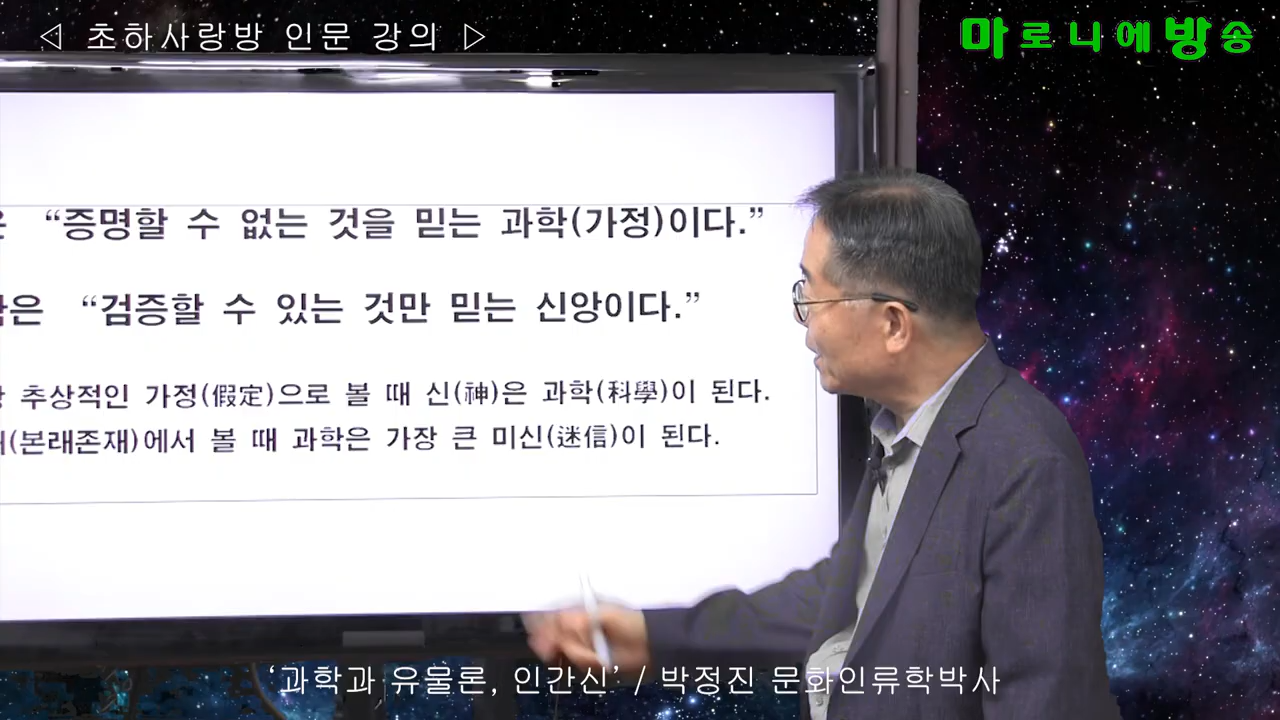 ◁ 초하사랑방 인문 강의 ▷
마로니에방송
“증명할 수 없는 것을 믿는 과학(가정)이다.”
“검증할 수 있는 것만 믿는 신앙이다.”
추상적인 가정(假定)으로 볼 때 신(神)은 과학(科學)이 된다.
(본래존재)에서 볼 때 과학은 가장 큰 미신(迷信)이 된다.
‘과학과 유물론, 인간신’ / 박정진 문화인류학박사